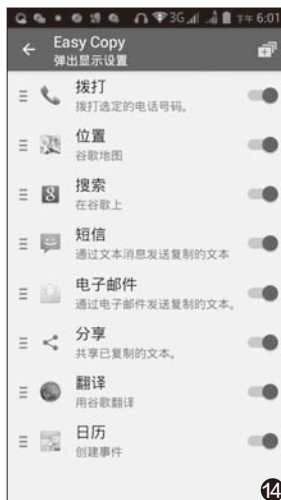 3G 下午 6:01
Easy Copy
弹出显示设置
拨打
拨打选定的电话号码。
位置
谷歌地图
8
搜索
在谷歌上
短信
通过文本消息发送复制的文本
电子邮件
通过电子邮件发送复制的文本。
分享
共享已复制的文本。
翻译
用谷歌翻译
日历
创建事件
14